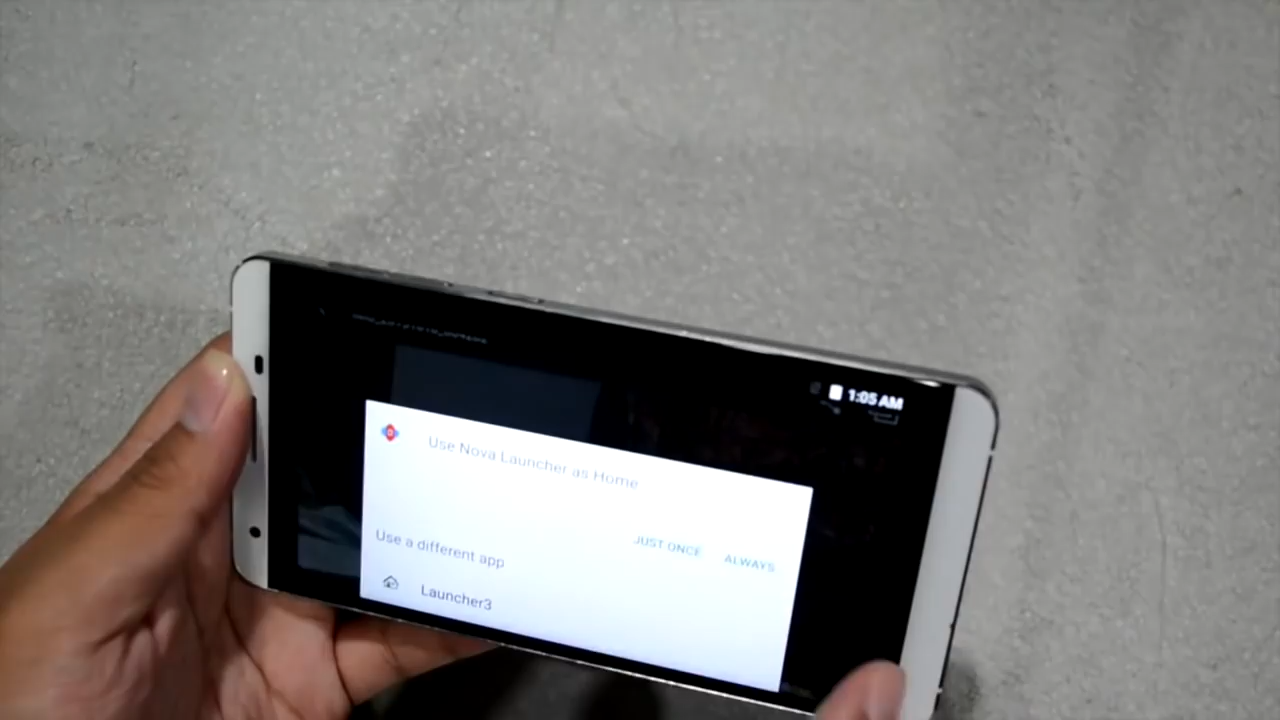 1:05 AM
Use Nova Launcher as Home
JUST ONCE ALWAYS
Use a different app
Launcher3